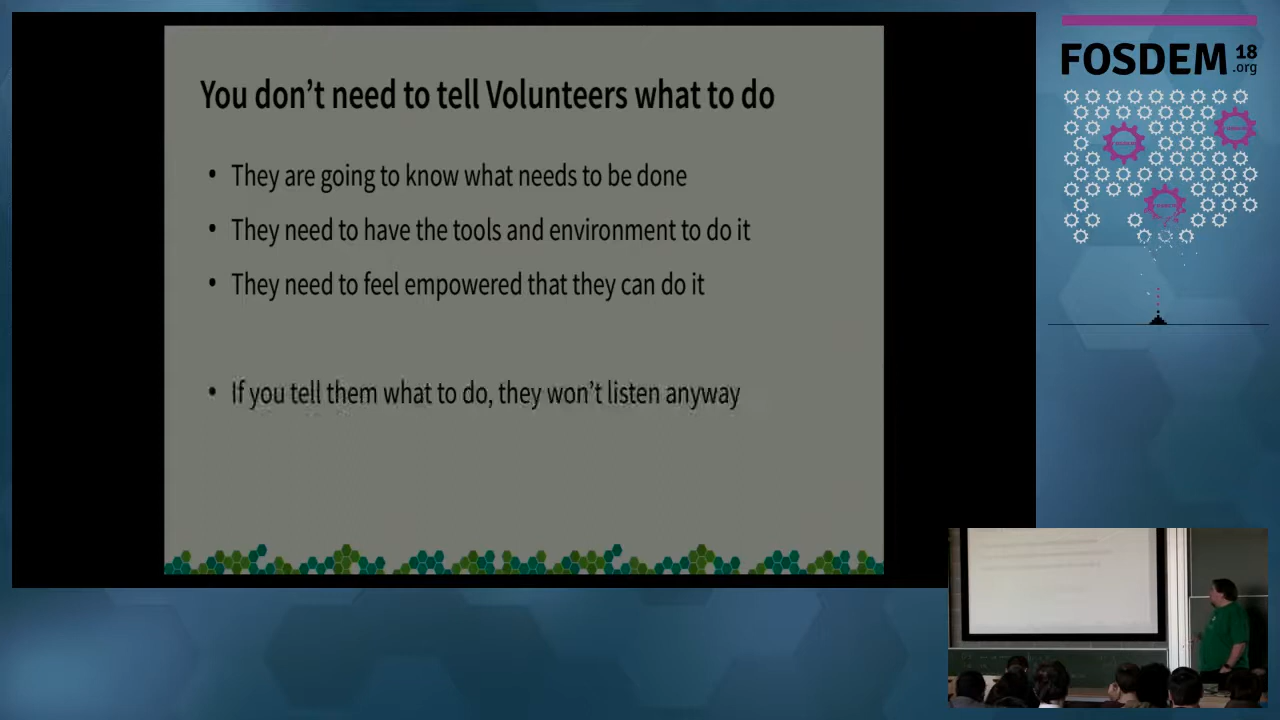 You don’t need to tell Volunteers what to do
• They are going to know what needs to be done
• They need to have the tools and environment to do it
• They need to feel empowered that they can do it
• If you tell them what to do, they won’t listen anyway
FOSDEM 18
.org